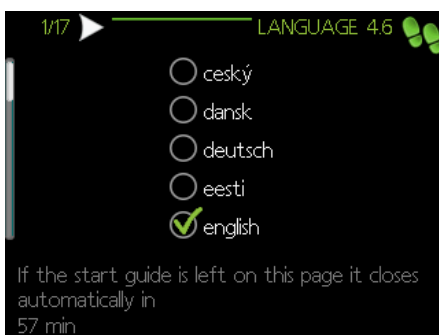 1/17 LANGUAGE 4.6
ceský
dansk
deutsch
eesti
english
If the start guide is left on this page it closes
automatically in
57 min